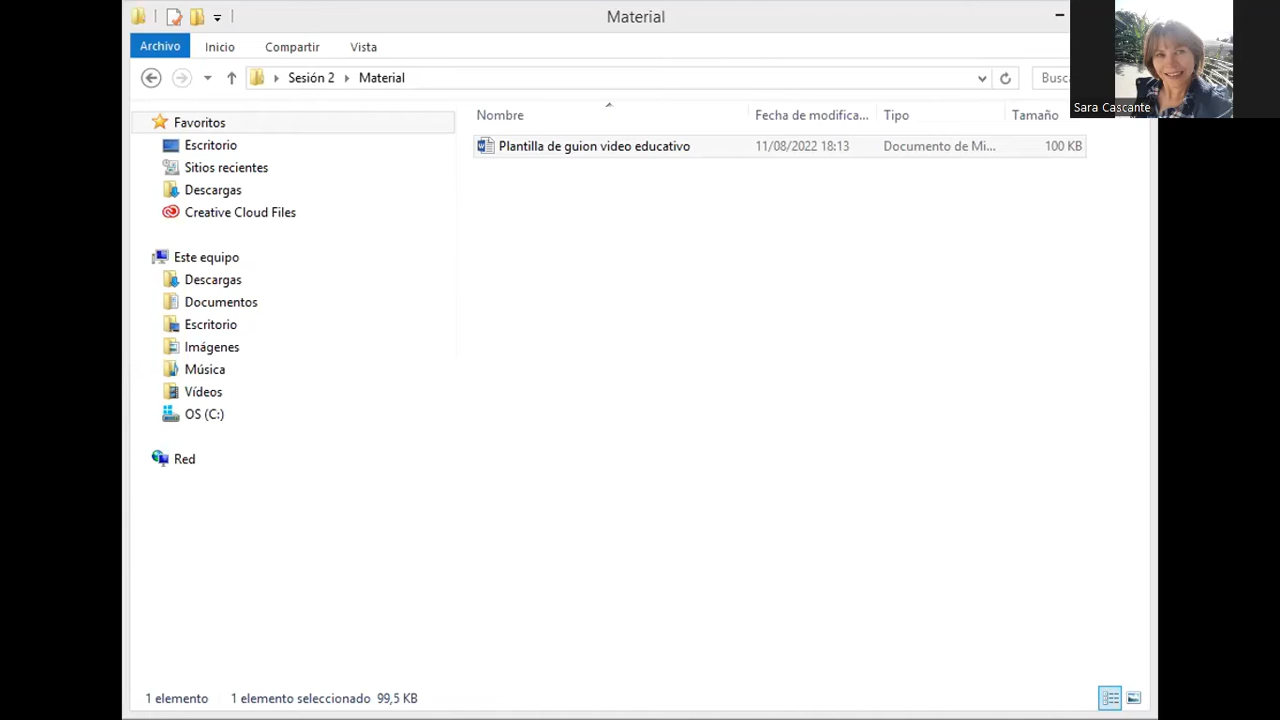 Material
Archivo Inicio Compartir Vista
Sesión 2 Material Busc
Sara Cascante
Nombre Fecha de modifica... Tipo Tamaño
Plantilla de guion video educativo 11/08/2022 18:13 Documento de Mi... 100 KB
Favoritos
Escritorio
Sitios recientes
Descargas
Creative Cloud Files
Este equipo
Descargas
Documentos
Escritorio
Imágenes
Música
Vídeos
OS (C:)
Red
1 elemento 1 elemento seleccionado 99,5 KB